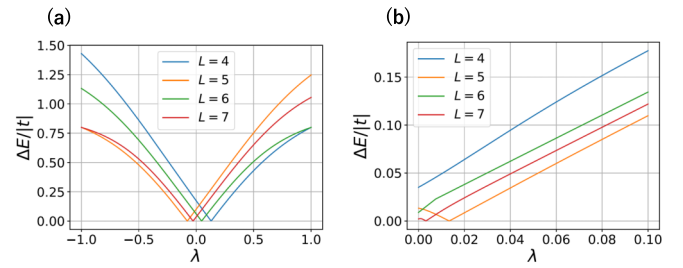 (a)
1.50
1.25
1.00
0.75
0.50
0.25
0.00
ΔE/|t|
L = 4
L = 5
L = 6
L = 7
−1.0 −0.5 0.0 0.5 1.0
λ
(b)
0.15
0.10
0.05
0.00
ΔE/|t|
L = 4
L = 5
L = 6
L = 7
0.00 0.02 0.04 0.06 0.08 0.10
λ